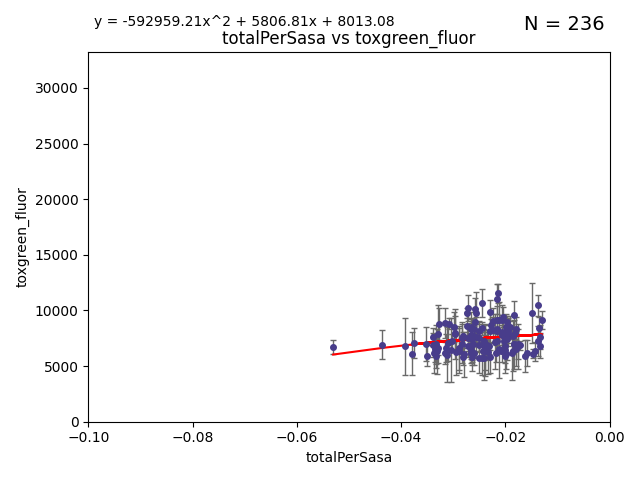 y = -592959.21x^2 + 5806.81x + 8013.08
N = 236
totalPerSasa vs toxgreen_fluor
30000
25000
20000
15000
10000
5000
0
toxgreen_fluor
−0.10
−0.08
−0.06
−0.04
−0.02
0.00
totalPerSasa